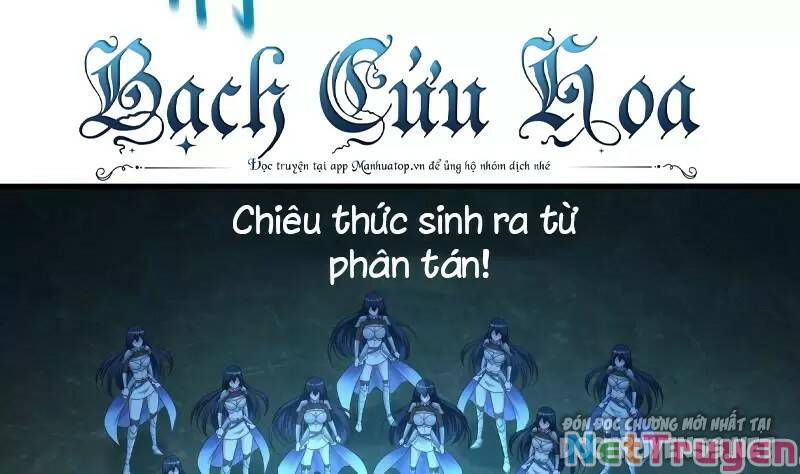 Bạch Cửu Hoa
Đọc truyện tại app Manhuatop.vn để ủng hộ nhóm dịch nhé
Chiêu thức sinh ra từ
phân tán!
ĐÓN ĐỌC CHƯƠNG MỚI NHẤT TẠI
NetTruyen